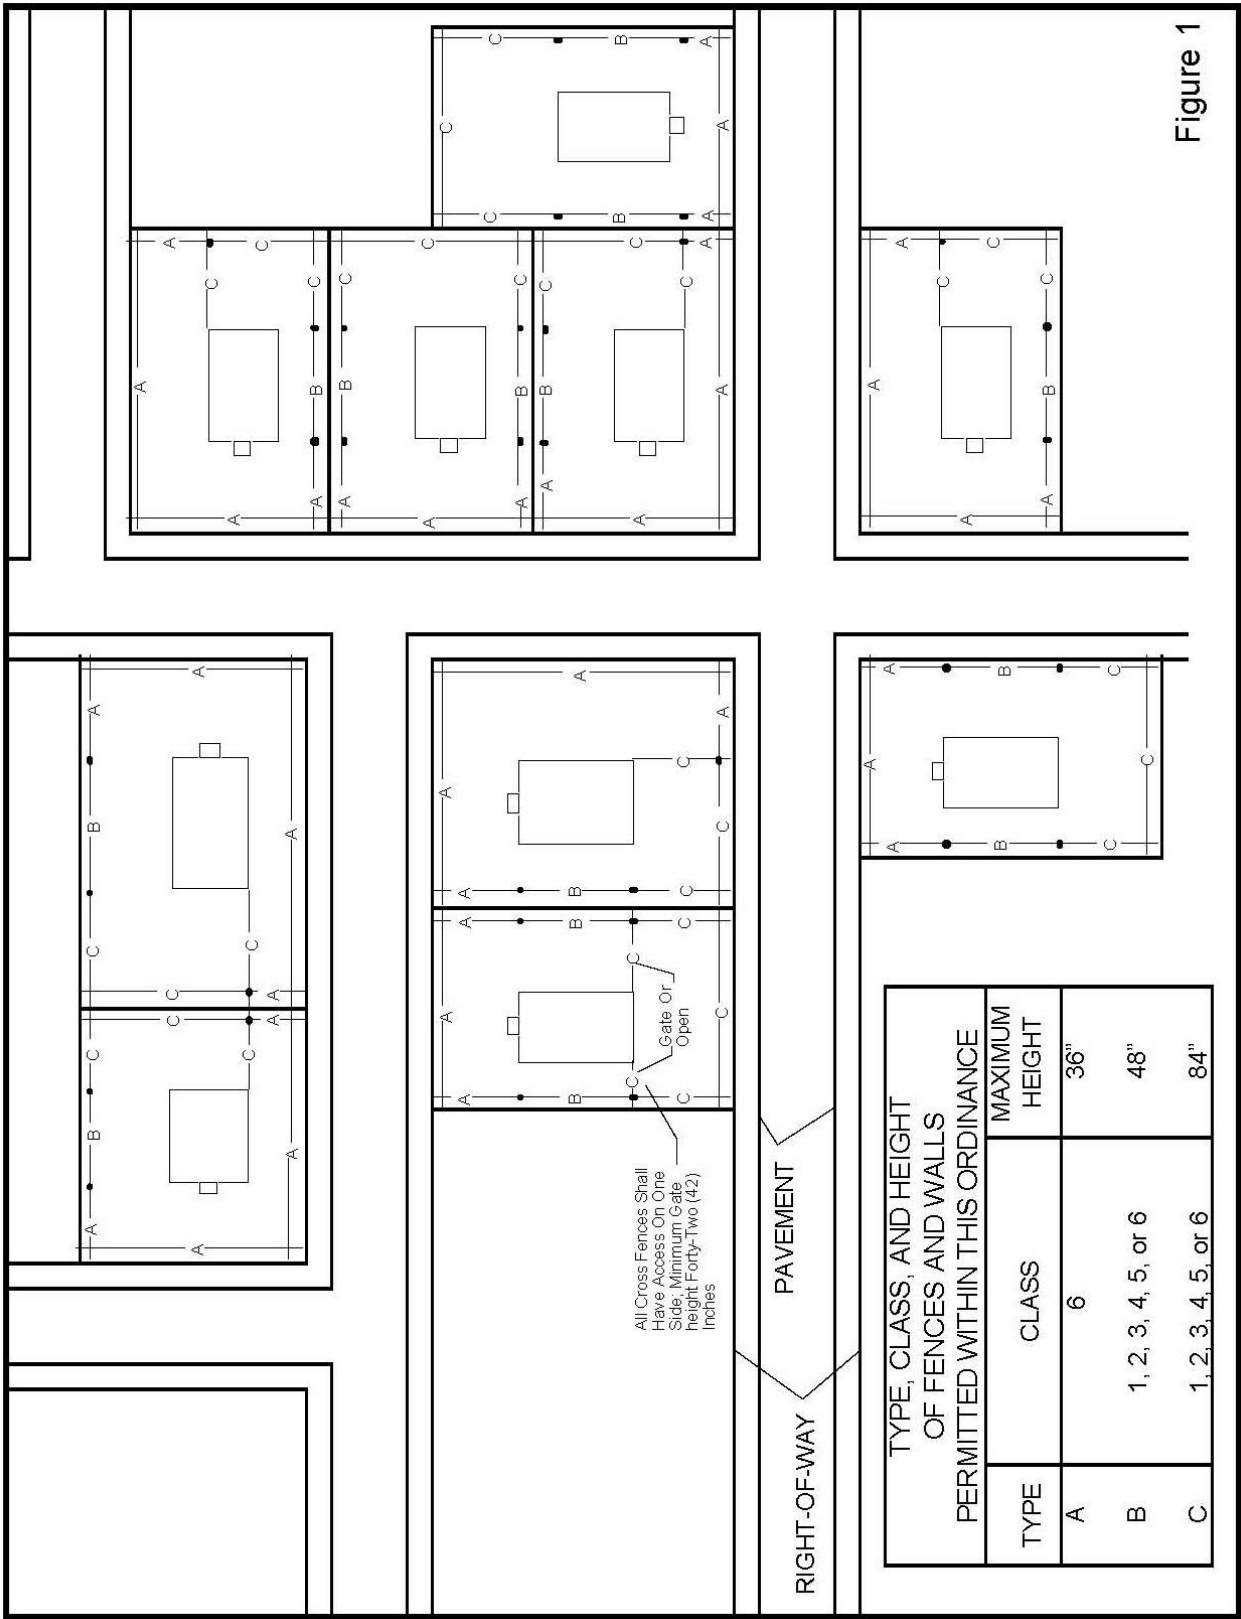 A B C
C
A
C
A
A
C B A
C
A
C
A
A
A
A
C
A
C
A B C
A B C
A C
A B C
A B C
A C
C
A
A
C
C C
B B
A A
A
A
A A
B B
C C
C C
C
Gate Or
Open
All Cross Fences Shall
Have Access On One
Side; Minimum Gate
height Forty-Two (42)
Inches
A
A
B A
C C
C A
PAVEMENT
RIGHT-OF-WAY
A
A A
B B
C C
C
A
A
C
A
C
A B C
TYPE, CLASS, AND HEIGHT
OF FENCES AND WALLS
PERMITTED WITHIN THIS ORDINANCE
TYPE CLASS MAXIMUM HEIGHT
A 6 36"
B 1, 2, 3, 4, 5, or 6 48"
C 1, 2, 3, 4, 5, or 6 84"
Figure 1